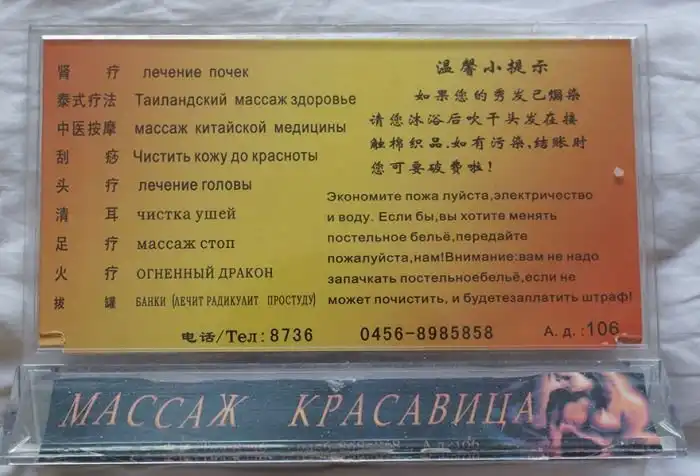 肾 疗 лечение почек
泰式疗法 Таиландский массаж здоровье
中医按摩 массаж китайской медицины
刮 痧 Чистить кожу до красноты
头 疗 лечение головы
清 耳 чистка ушей
足 疗 массаж стоп
火 疗 ОГНЕННЫЙ ДРАКОН
拔 罐 БАНКИ (ЛЕЧИТ РАДИКУЛИТ ПРОСТУДУ)
温馨小提示
如果您的秀发已焗染
请您沐浴后吹干头发在接
触棉织品.如有污染,结账时
您可要破费啦!
Экономите пожа луйста,электричество
и воду. Если бы,вы хотите менять
постельное бельё,передайте
пожалуйста,нам!Внимание:вам не надо
запачкать постельноебельё,если не
может почистить, и будетезаплатить штраф!
电话/Тел: 8736 0456-8985858 А. д. :106
МАССАЖ КРАСАВИЦА